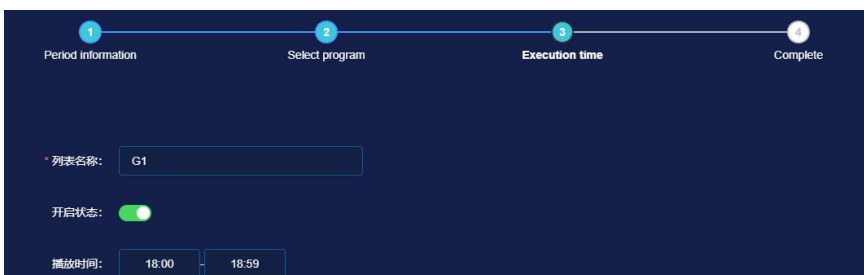 1 2 3 4
Period information Select program Execution time Complete
* 列表名称: G1
开启状态:
播放时间: 18:00 - 18:59